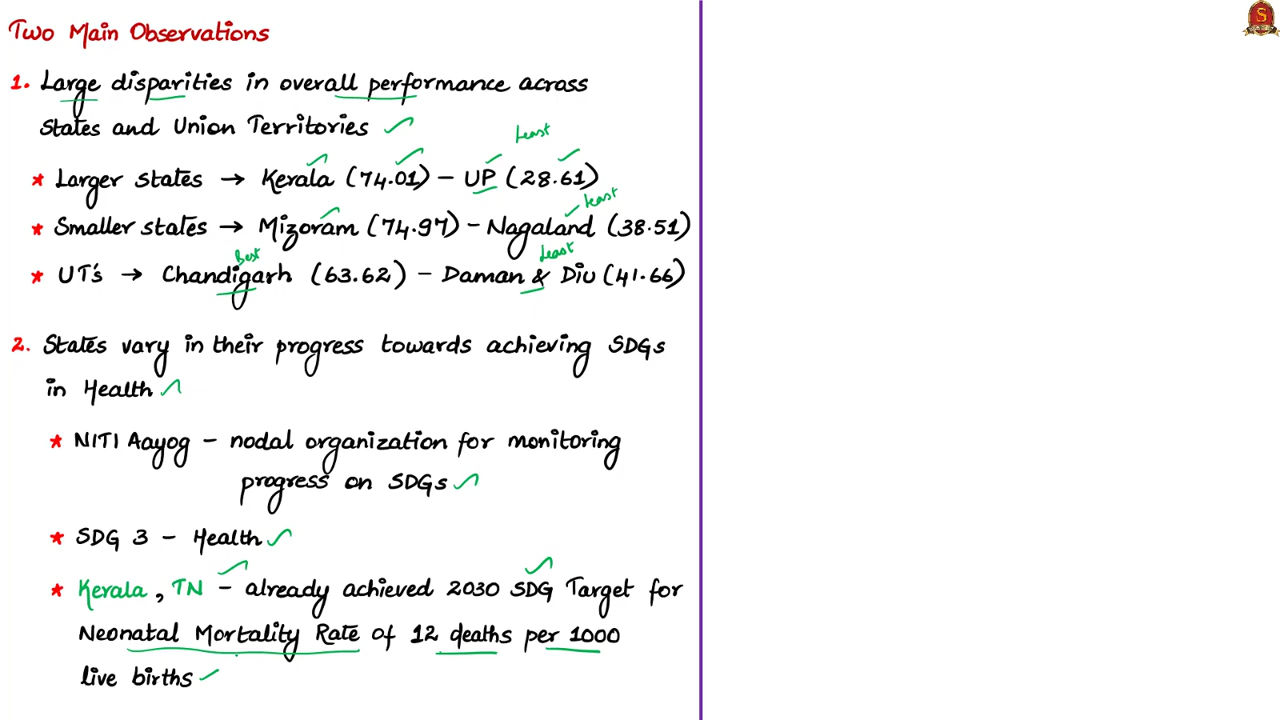 Two Main Observations
1. Large disparities in overall performance across
States and Union Territories
Least
* Larger states → Kerala (74.01) – UP (28.61)
least
* Smaller states → Mizoram (74.97) – Nagaland (38.51)
Best Least
* UT's → Chandigarh (63.62) – Daman & Diu (41.66)
2. States vary in their progress towards achieving SDGs
in Health
* NITI Aayog – nodal organization for monitoring
progress on SDGs
* SDG 3 – Health
* Kerala, TN – already achieved 2030 SDG Target for
Neonatal Mortality Rate of 12 deaths per 1000
live births
S